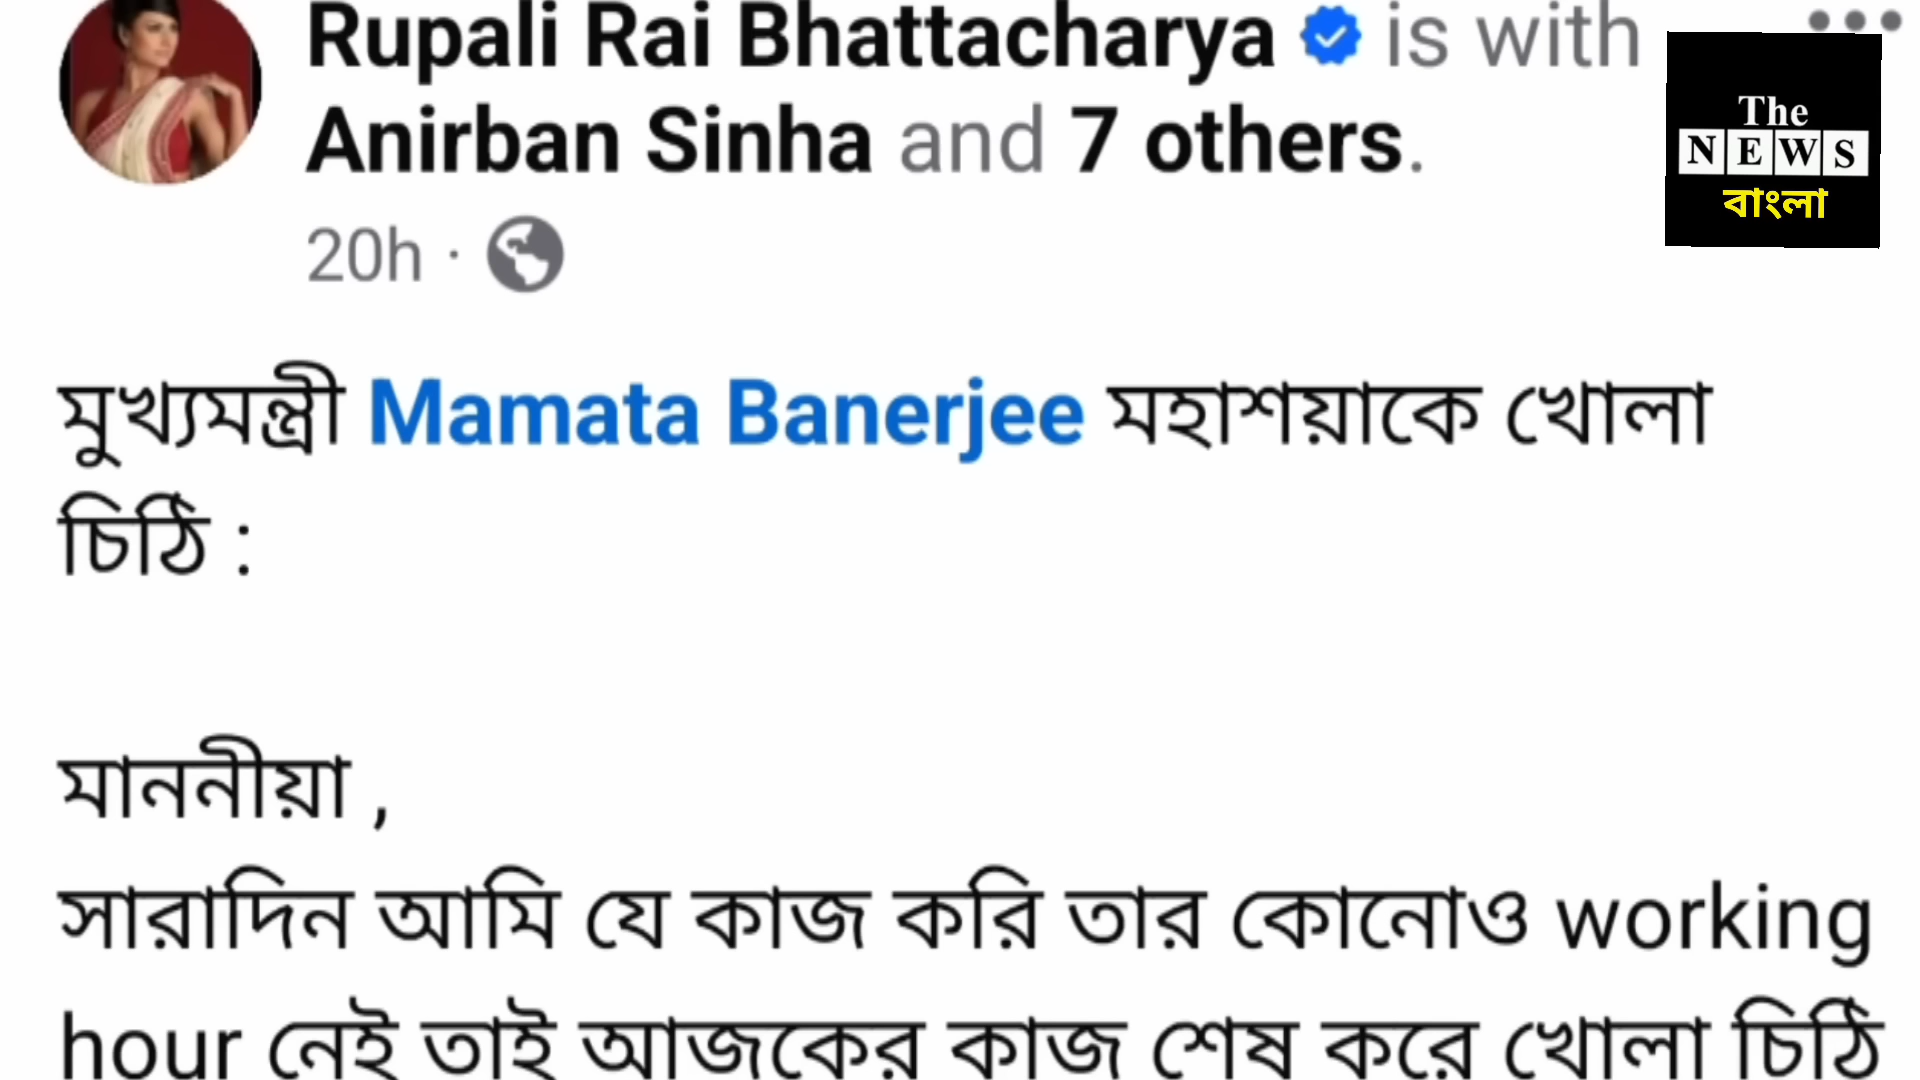 Rupali Rai Bhattacharya is with
Anirban Sinha and 7 others.
20h ·
The
NEWS
বাংলা
মুখ্যমন্ত্রী Mamata Banerjee মহাশয়াকে খোলা
চিঠি :
মাননীয়া ,
সারাদিন আমি যে কাজ করি তার কোনোও working
hour নেই তাই আজকের কাজ শেষ করে খোলা চিঠি